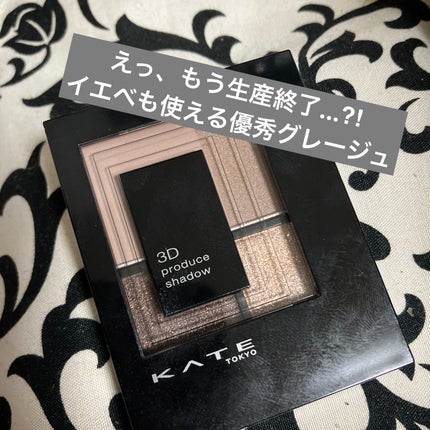 えっ、もう生産終了...?!
イエベも使える優秀グレージュ
3D
produce
shadow
KATE
TOKYO